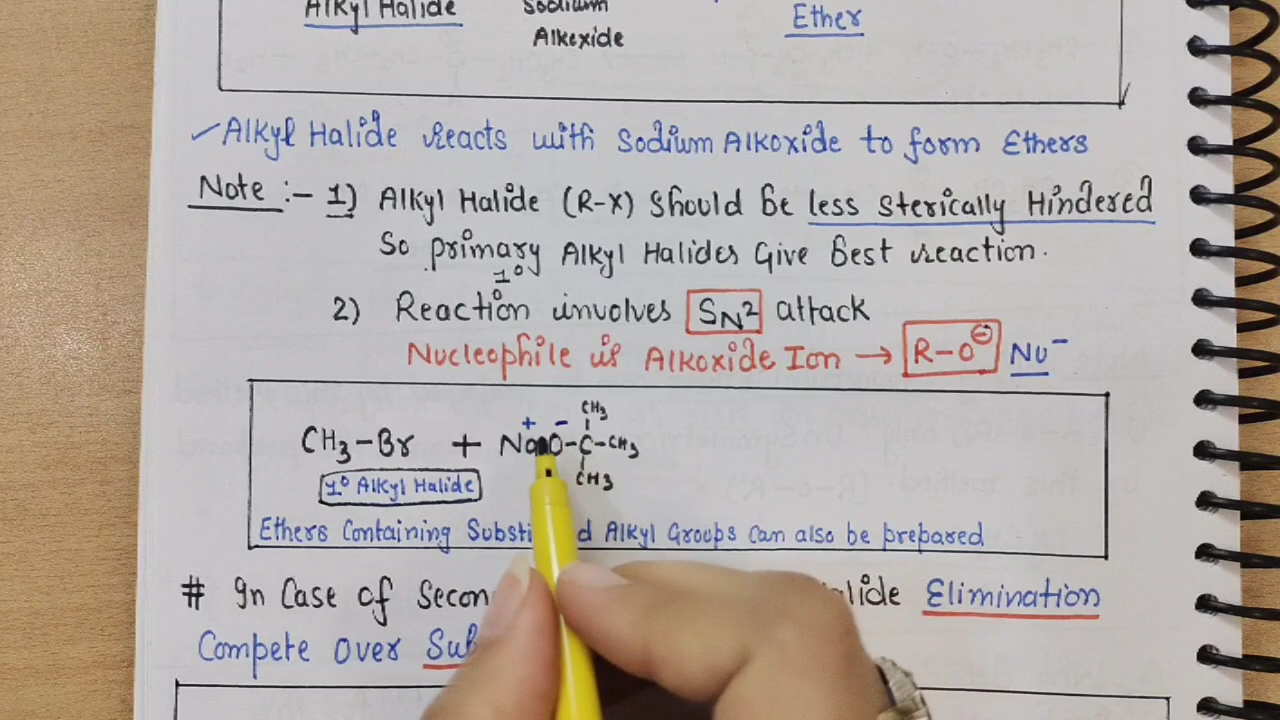 Alkyl Halide Sodium Ether
Alkoxide
✓Alkyl Halide reacts with Sodium Alkoxide to form Ethers
Note :- 1) Alkyl Halide (R-X) Should be less sterically Hindered
So primary Alkyl Halides Give Best reaction.
1°
2) Reaction involves SN2 attack
Nucleophile is Alkoxide Ion → R-O⊖ Nu⁻
CH3
CH3-Br + Na⁺ O⁻-C-CH3
CH3
1° Alkyl Halide
Ethers Containing Substi d Alkyl Groups Can also be prepared
# In Case of Secon lide Elimination
Compete over Sub